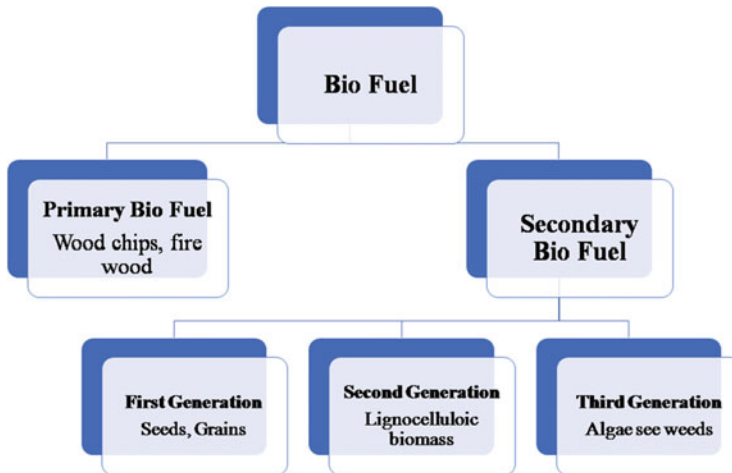 Bio Fuel
Primary Bio Fuel
Wood chips, fire
wood
Secondary
Bio Fuel
First Generation
Seeds, Grains
Second Generation
Lignocelluloic
biomass
Third Generation
Algae see weeds